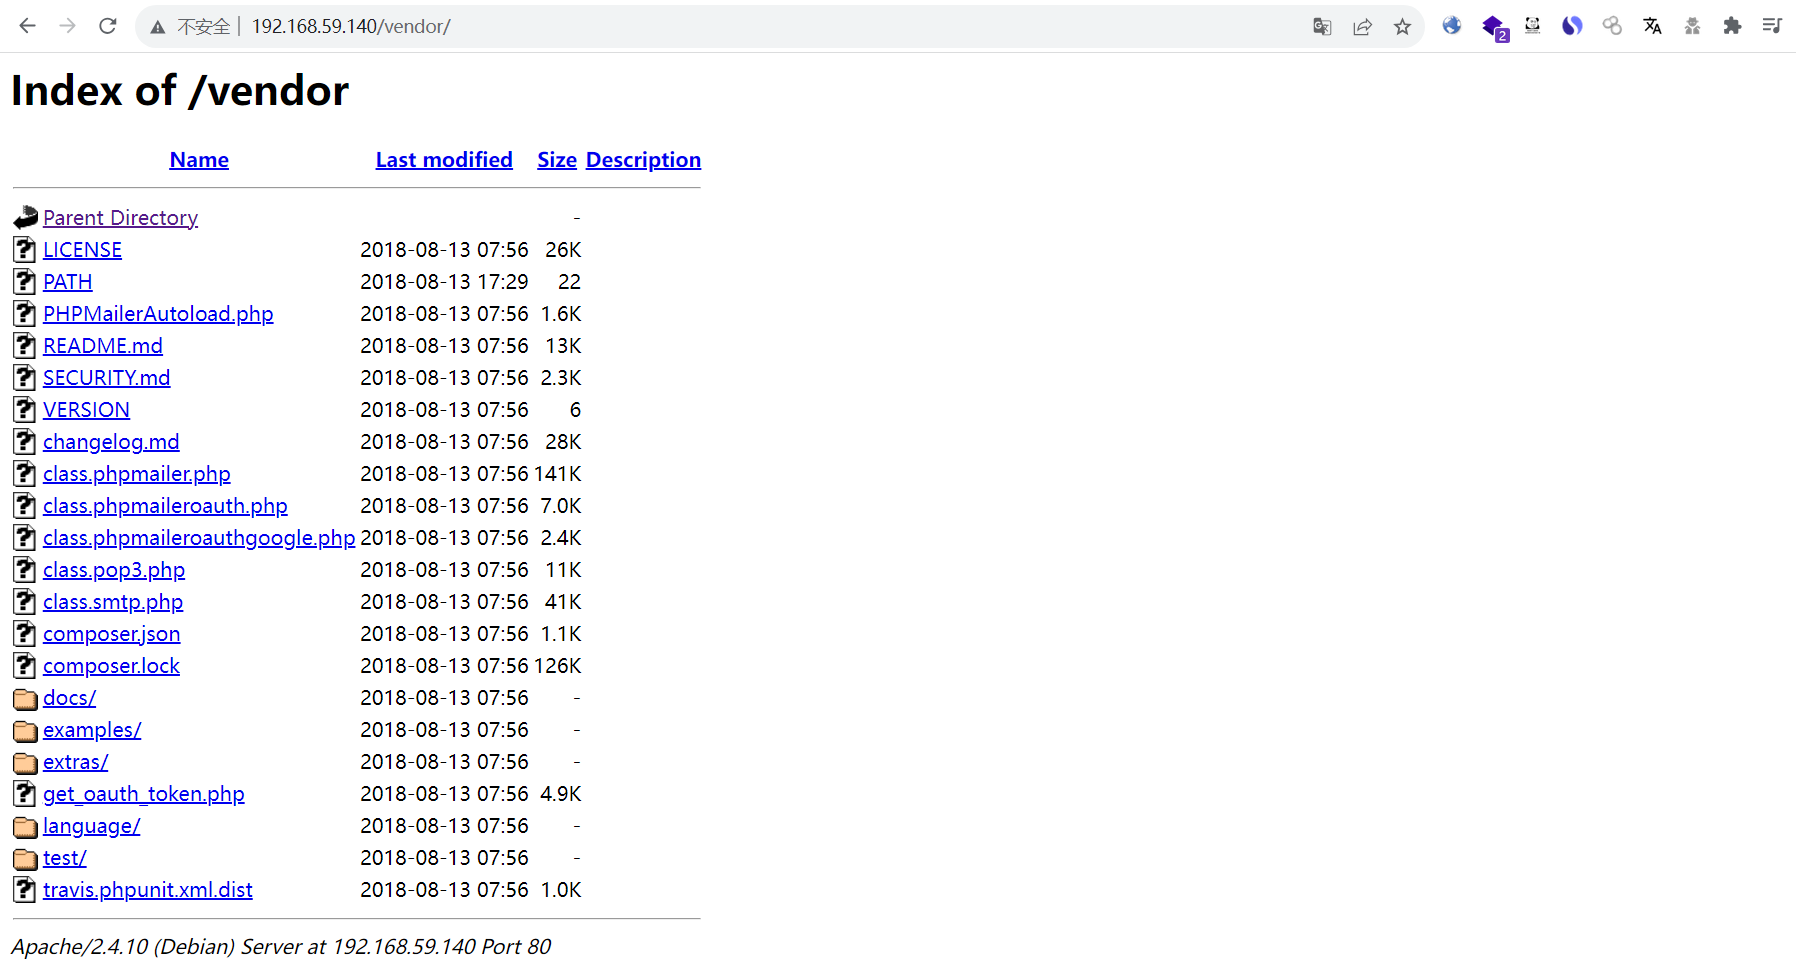 不安全 | 192.168.59.140/vendor/
2
Index of /vendor
Name Last modified Size Description
Parent Directory -
LICENSE 2018-08-13 07:56 26K
PATH 2018-08-13 17:29 22
PHPMailerAutoload.php 2018-08-13 07:56 1.6K
README.md 2018-08-13 07:56 13K
SECURITY.md 2018-08-13 07:56 2.3K
VERSION 2018-08-13 07:56 6
changelog.md 2018-08-13 07:56 28K
class.phpmailer.php 2018-08-13 07:56 141K
class.phpmaileroauth.php 2018-08-13 07:56 7.0K
class.phpmaileroauthgoogle.php 2018-08-13 07:56 2.4K
class.pop3.php 2018-08-13 07:56 11K
class.smtp.php 2018-08-13 07:56 41K
composer.json 2018-08-13 07:56 1.1K
composer.lock 2018-08-13 07:56 126K
docs/ 2018-08-13 07:56 -
examples/ 2018-08-13 07:56 -
extras/ 2018-08-13 07:56 -
get_oauth_token.php 2018-08-13 07:56 4.9K
language/ 2018-08-13 07:56 -
test/ 2018-08-13 07:56 -
travis.phpunit.xml.dist 2018-08-13 07:56 1.0K
Apache/2.4.10 (Debian) Server at 192.168.59.140 Port 80